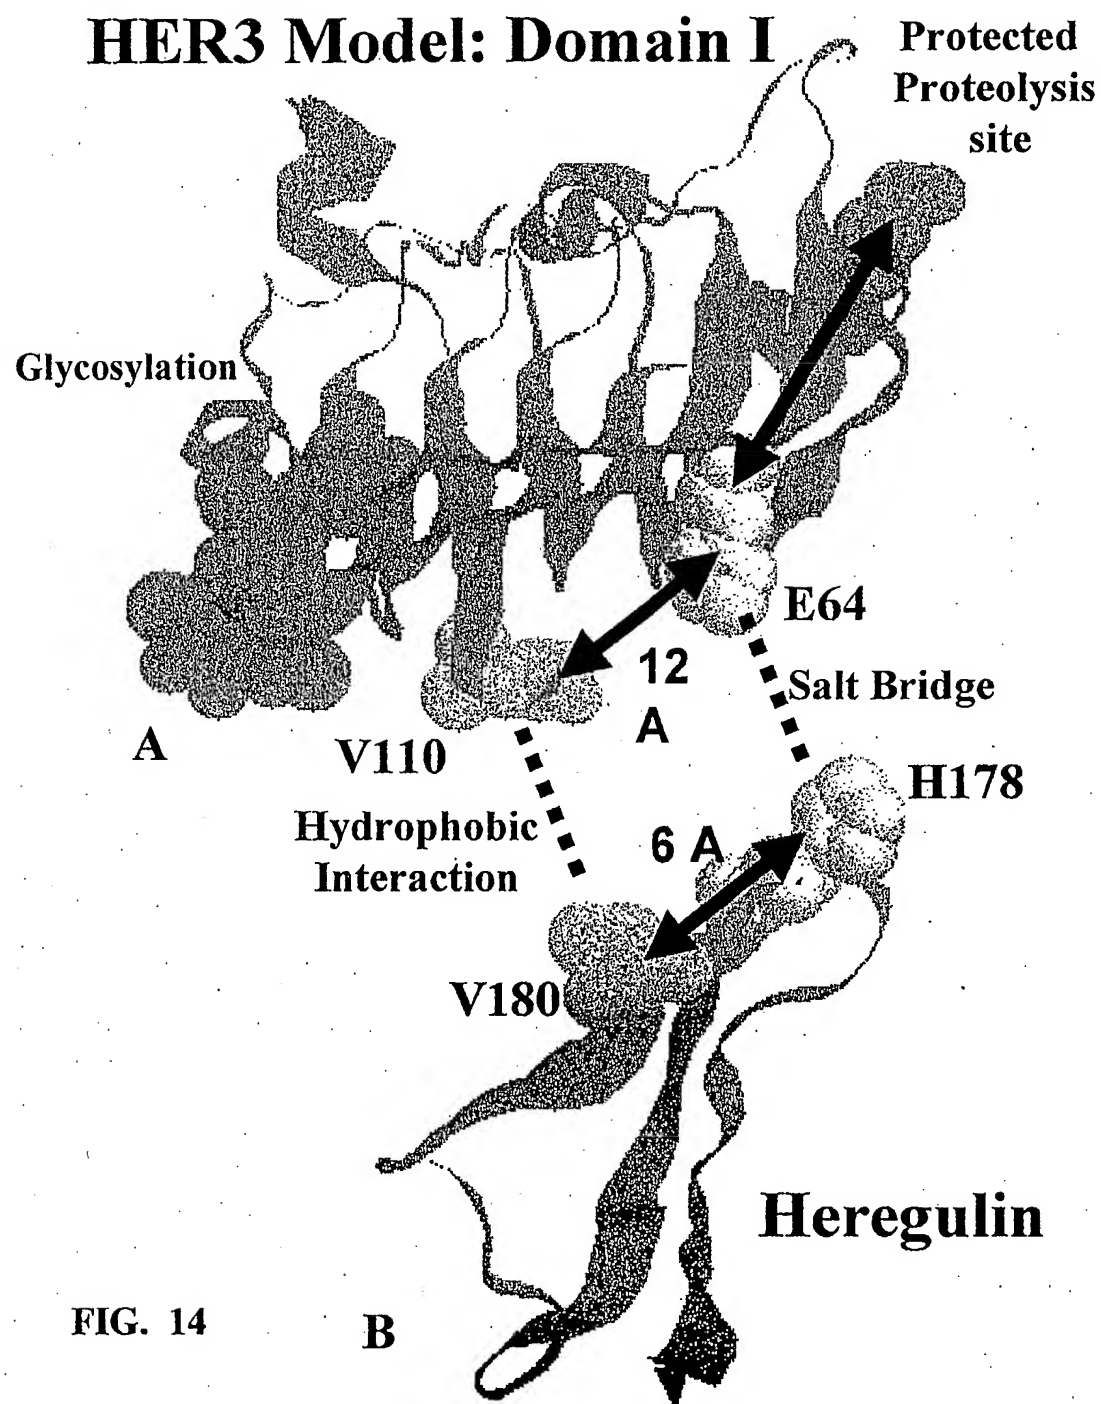 HER3 Model: Domain I
Protected
Proteolysis
site
Glycosylation
E64
12
A
Salt Bridge
A
V110
H178
Hydrophobic
Interaction
6 A
V180
Heregulin
FIG. 14
B